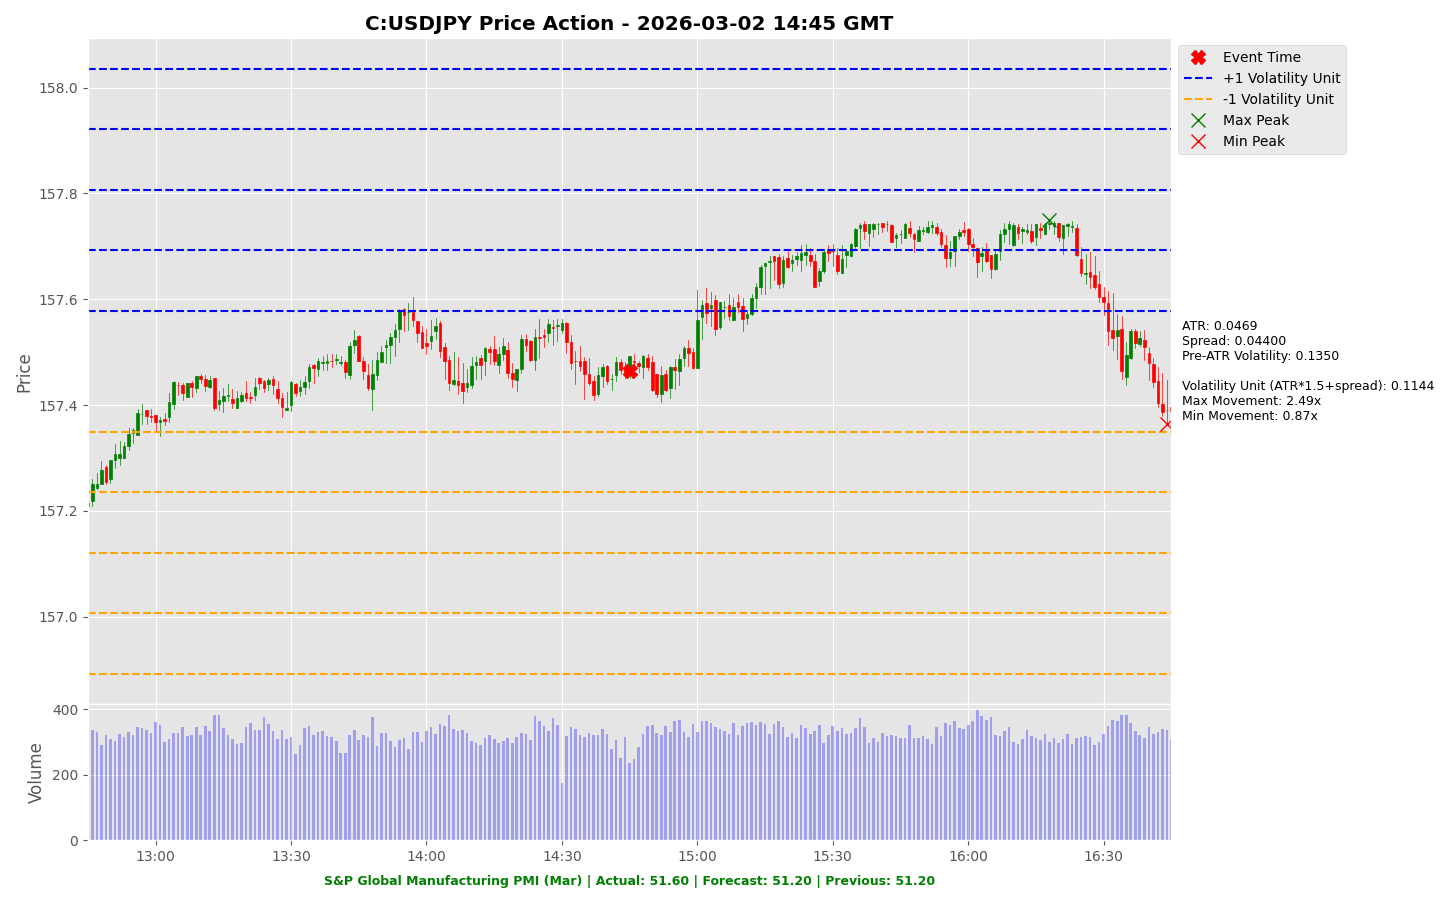 C:USDJPY Price Action - 2026-03-02 14:45 GMT
Event Time
+1 Volatility Unit
-1 Volatility Unit
Max Peak
Min Peak
Price
158.0
157.8
157.6
157.4
157.2
157.0
ATR: 0.0469
Spread: 0.04400
Pre-ATR Volatility: 0.1350
Volatility Unit (ATR*1.5+spread): 0.1144
Max Movement: 2.49x
Min Movement: 0.87x
Volume
400
200
0
13:00 13:30 14:00 14:30 15:00 15:30 16:00 16:30
S&P Global Manufacturing PMI (Mar) | Actual: 51.60 | Forecast: 51.20 | Previous: 51.20